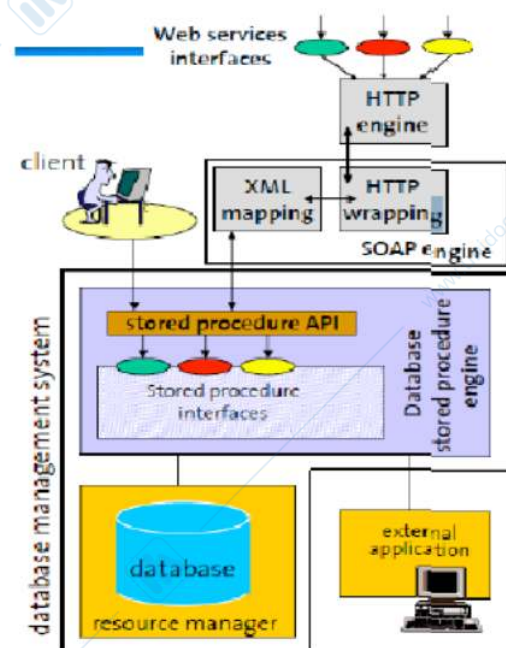 Web services
interfaces
HTTP
engine
client
XML
mapping
HTTP
wrapping
SOAP engine
stored procedure API
Stored procedure
interfaces
Database
stored procedure
engine
database management system
database
resource manager
external
application